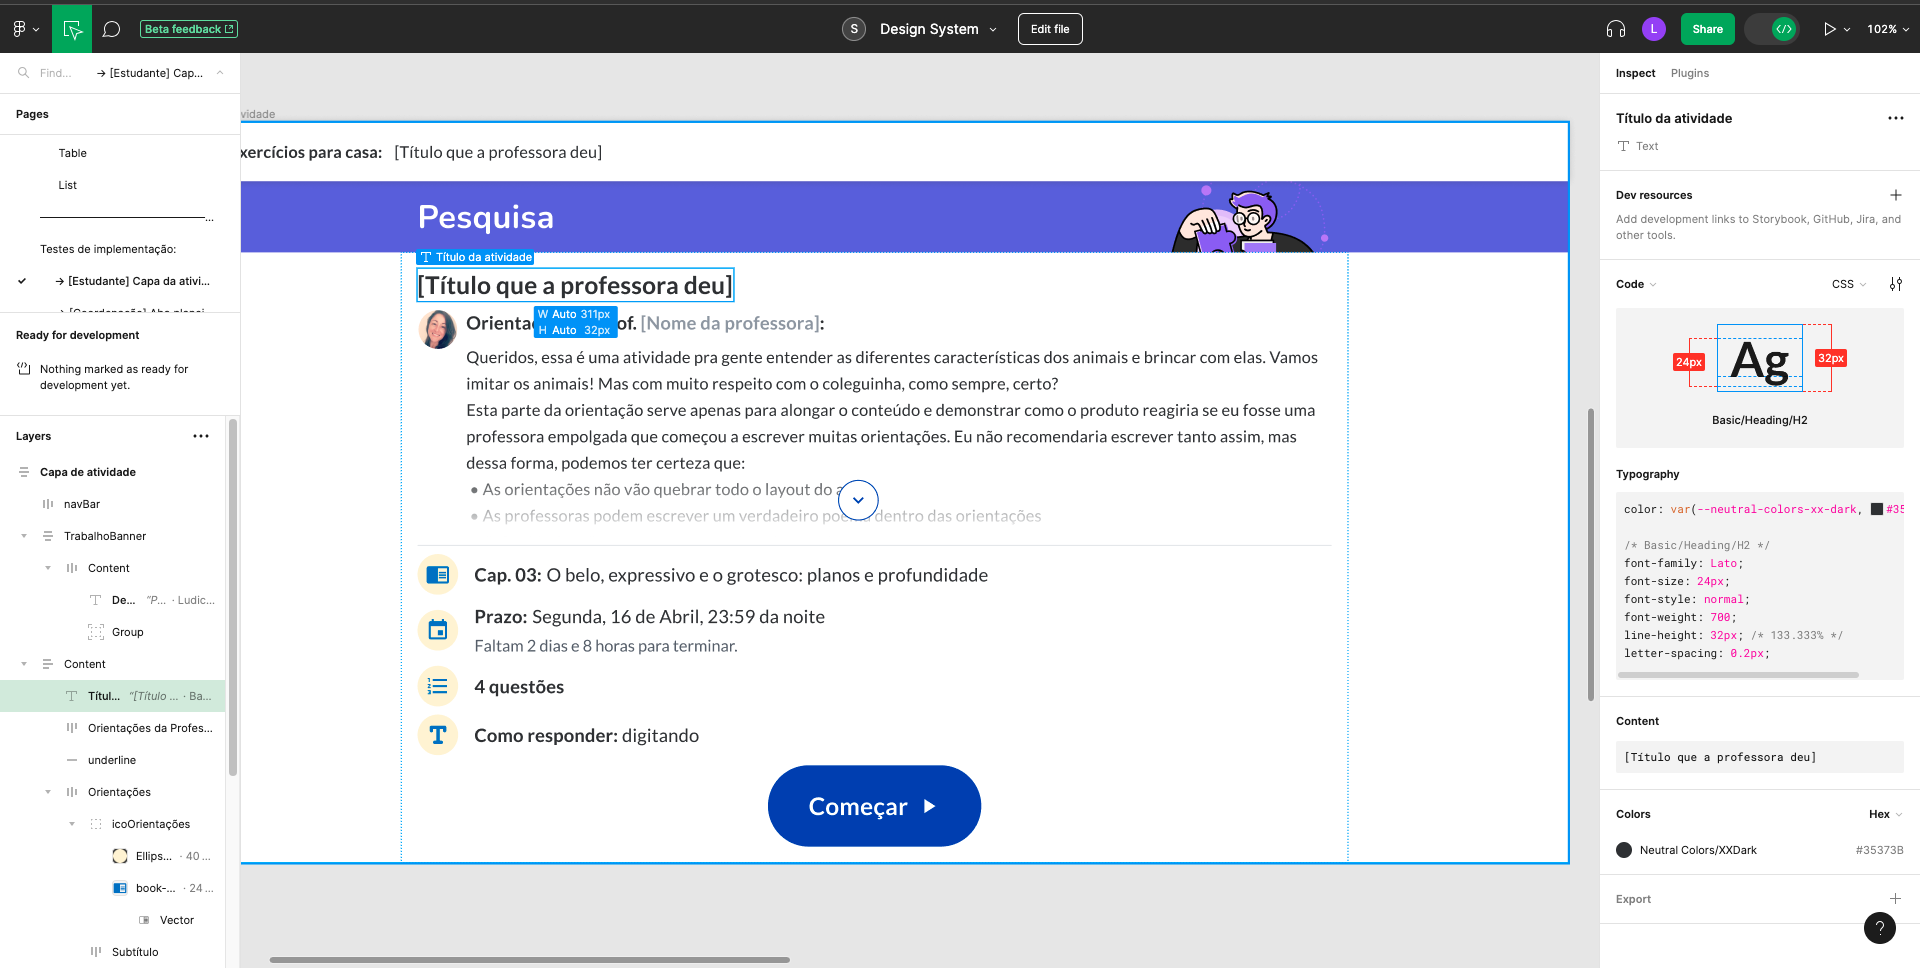 Beta feedback
S
Design System
Edit file
L
Share
102%
Find...
→ [Estudante] Cap...
Pages
Table
List
...
Testes de implementação:
→ [Estudante] Capa da ativi...
Ready for development
Nothing marked as ready for
development yet.
Layers
Capa de atividade
navBar
TrabalhoBanner
Content
De... "P... · Ludic...
Group
Content
Títul... "[Título ... · Ba...
Orientações da Profes...
underline
Orientações
icoOrientações
Ellips... · 40 ...
book-... · 24 ...
Vector
Subtítulo
vidade
xercícios para casa: [Título que a professora deu]
Pesquisa
Título da atividade
[Título que a professora deu]
W Auto 311px
H Auto 32px
Orienta of. [Nome da professora]:
Queridos, essa é uma atividade pra gente entender as diferentes características dos animais e brincar com elas. Vamos
imitar os animais! Mas com muito respeito com o coleguinha, como sempre, certo?
Esta parte da orientação serve apenas para alongar o conteúdo e demonstrar como o produto reagiria se eu fosse uma
professora empolgada que começou a escrever muitas orientações. Eu não recomendaria escrever tanto assim, mas
dessa forma, podemos ter certeza que:
• As orientações não vão quebrar todo o layout do a
• As professoras podem escrever um verdadeiro poe dentro das orientações
Cap. 03: O belo, expressivo e o grotesco: planos e profundidade
Prazo: Segunda, 16 de Abril, 23:59 da noite
Faltam 2 dias e 8 horas para terminar.
4 questões
Como responder: digitando
Começar
Inspect Plugins
Título da atividade
Text
Dev resources
Add development links to Storybook, GitHub, Jira, and
other tools.
Code
CSS
24px
Ag
32px
Basic/Heading/H2
Typography
color: var(--neutral-colors-xx-dark, #35
/* Basic/Heading/H2 */
font-family: Lato;
font-size: 24px;
font-style: normal;
font-weight: 700;
line-height: 32px; /* 133.333% */
letter-spacing: 0.2px;
Content
[Título que a professora deu]
Colors
Hex
Neutral Colors/XXDark
#35373B
Export
?